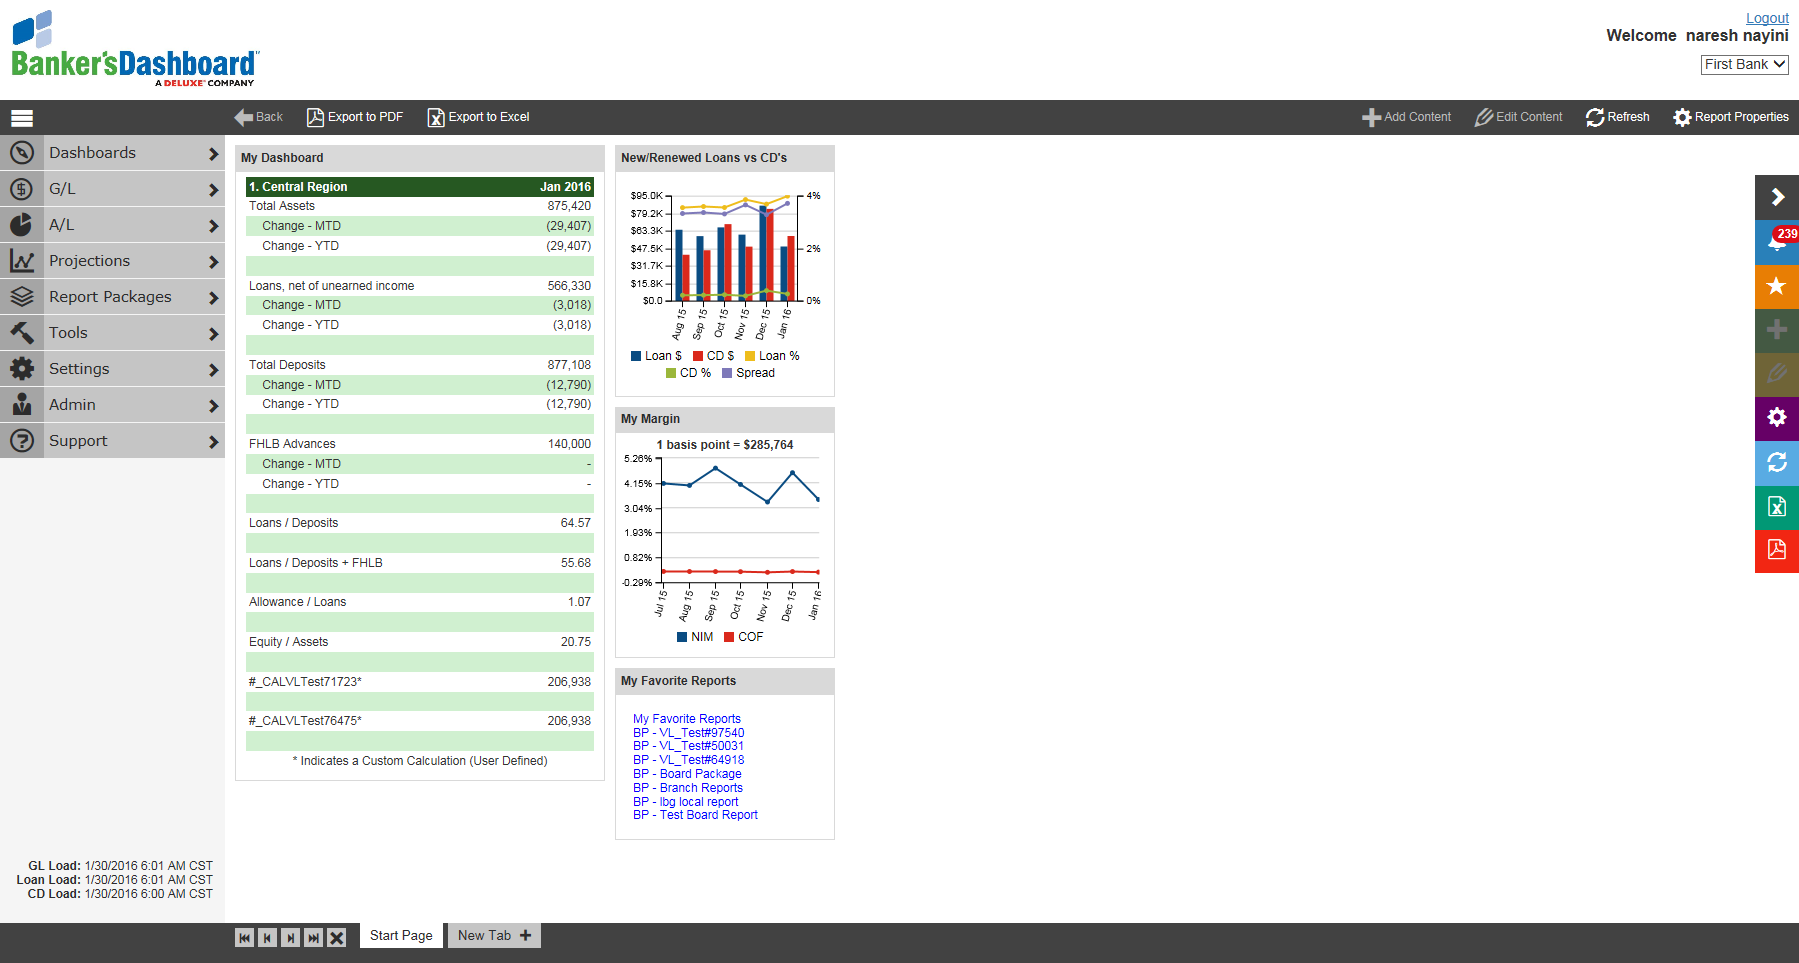 Banker'sDashboard
A DELUXE COMPANY
Logout
Welcome naresh nayini
First Bank
Back
Export to PDF
Export to Excel
Add Content
Edit Content
Refresh
Report Properties
Dashboards
G/L
A/L
Projections
Report Packages
Tools
Settings
Admin
Support
GL Load: 1/30/2016 6:01 AM CST
Loan Load: 1/30/2016 6:01 AM CST
CD Load: 1/30/2016 6:00 AM CST
My Dashboard
1. Central Region Jan 2016
Total Assets 875,420
Change - MTD (29,407)
Change - YTD (29,407)
Loans, net of unearned income 566,330
Change - MTD (3,018)
Change - YTD (3,018)
Total Deposits 877,108
Change - MTD (12,790)
Change - YTD (12,790)
FHLB Advances 140,000
Change - MTD -
Change - YTD -
Loans / Deposits 64.57
Loans / Deposits + FHLB 55.68
Allowance / Loans 1.07
Equity / Assets 20.75
#_CALVLTest71723* 206,938
#_CALVLTest76475* 206,938
* Indicates a Custom Calculation (User Defined)
New/Renewed Loans vs CD's
$95.0K 4%
$79.2K
$63.3K
$47.5K 2%
$31.7K
$15.8K
$0.0 0%
Aug 15 Sep 15 Oct 15 Nov 15 Dec 15 Jan 16
Loan $ CD $ Loan %
CD % Spread
My Margin
1 basis point = $285,764
5.26%
4.15%
3.04%
1.93%
0.82%
-0.29%
Jul 15 Aug 15 Sep 15 Oct 15 Nov 15 Dec 15 Jan 16
NIM COF
My Favorite Reports
My Favorite Reports
BP - VL_Test#97540
BP - VL_Test#50031
BP - VL_Test#64918
BP - Board Package
BP - Branch Reports
BP - lbg local report
BP - Test Board Report
239
Start Page
New Tab